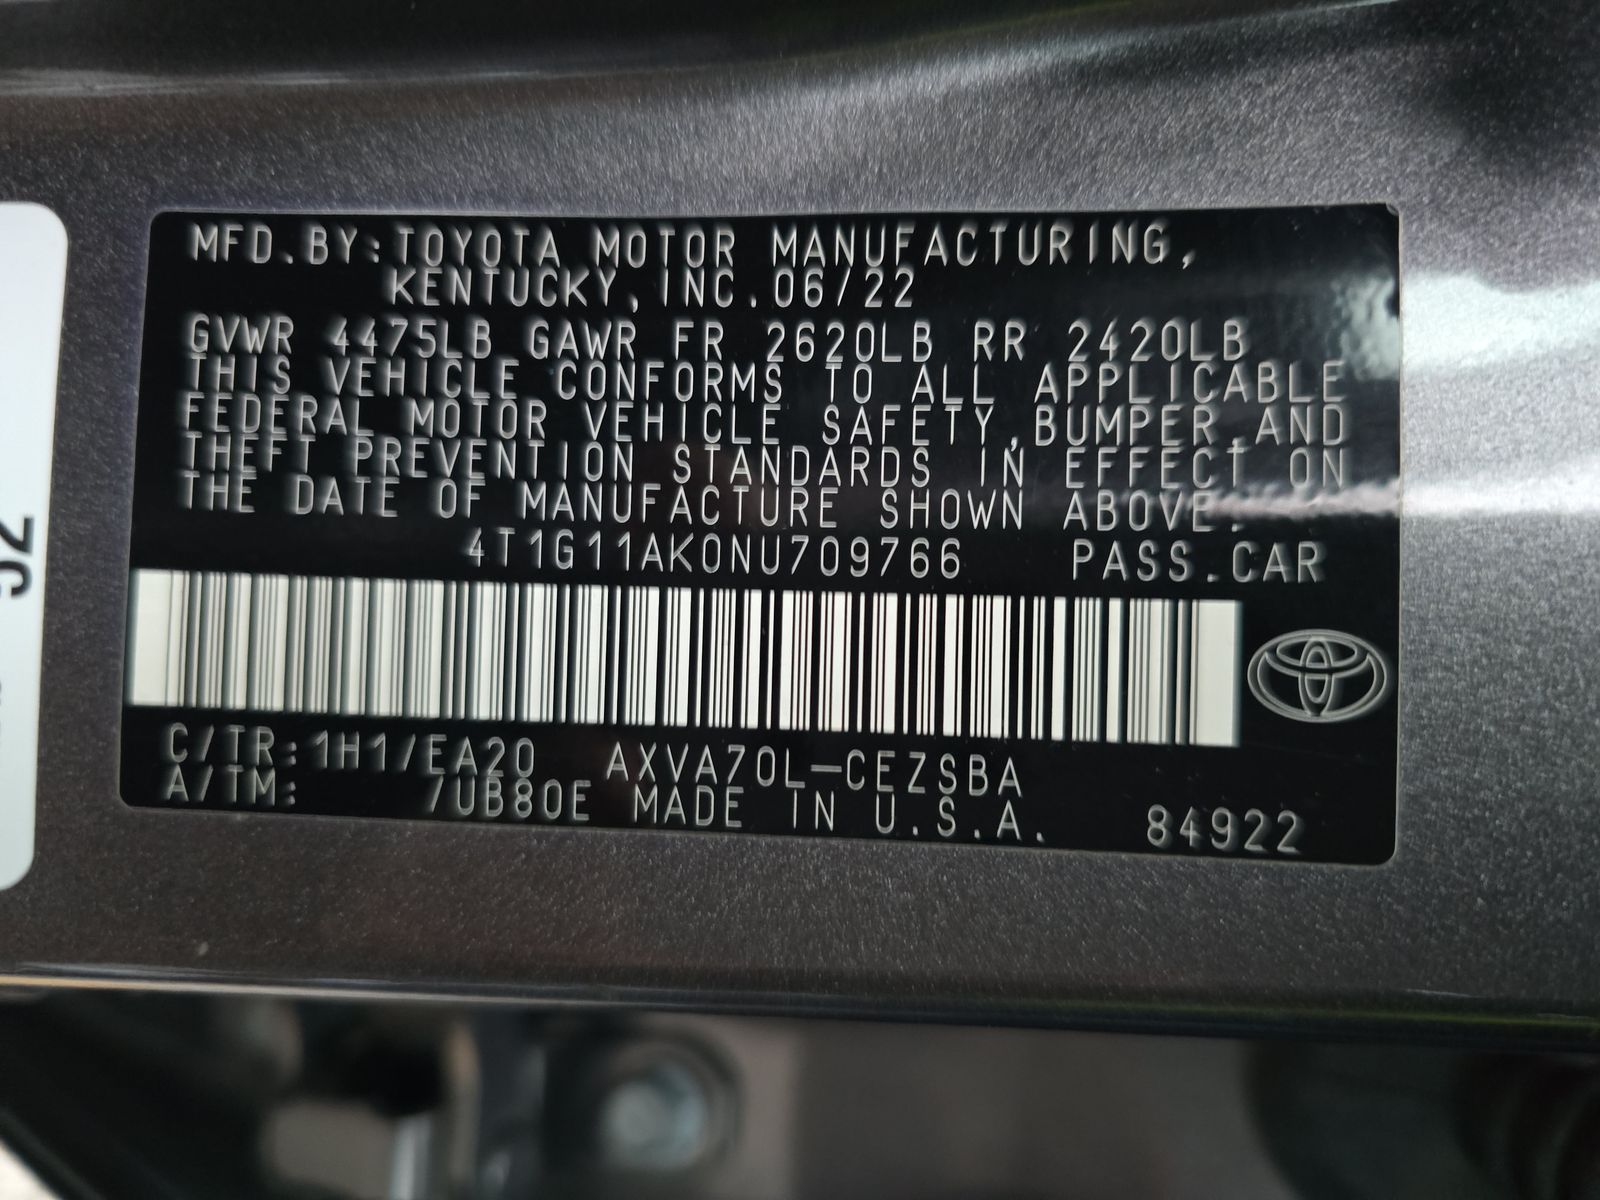 MFD.BY:TOYOTA MOTOR MANUFACTURING,
KENTUCKY,INC.06/22
GVWR 4475LB GAWR FR 2620LB RR 2420LB
THIS VEHICLE CONFORMS TO ALL APPLICABLE
FEDERAL MOTOR VEHICLE SAFETY,BUMPER,AND
THEFT PREVENTION STANDARDS IN EFFECT ON
THE DATE OF MANUFACTURE SHOWN ABOVE.
4T1G11AK0NU709766 PASS.CAR
C/TR:1H1/EA20 AXVA70L-CEZSBA
A/TM: /UB80E MADE IN U.S.A. 84922